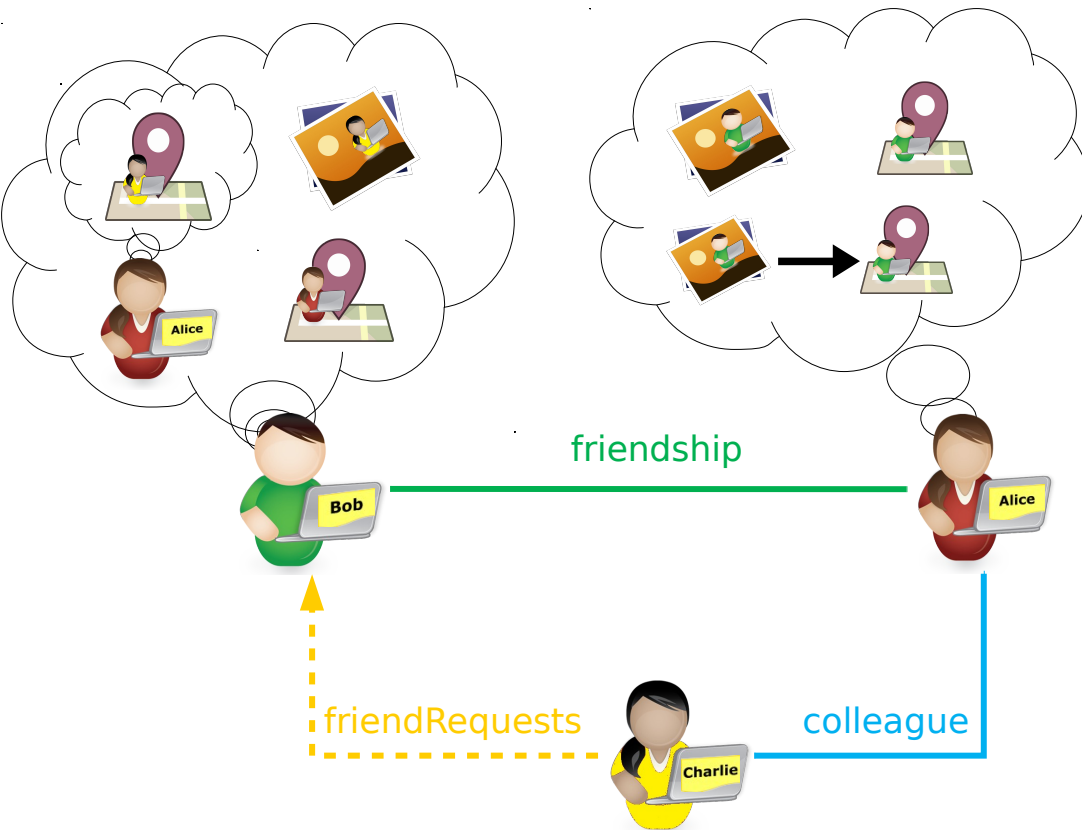 Alice
friendship
Bob
Alice
friendRequests
colleague
Charlie